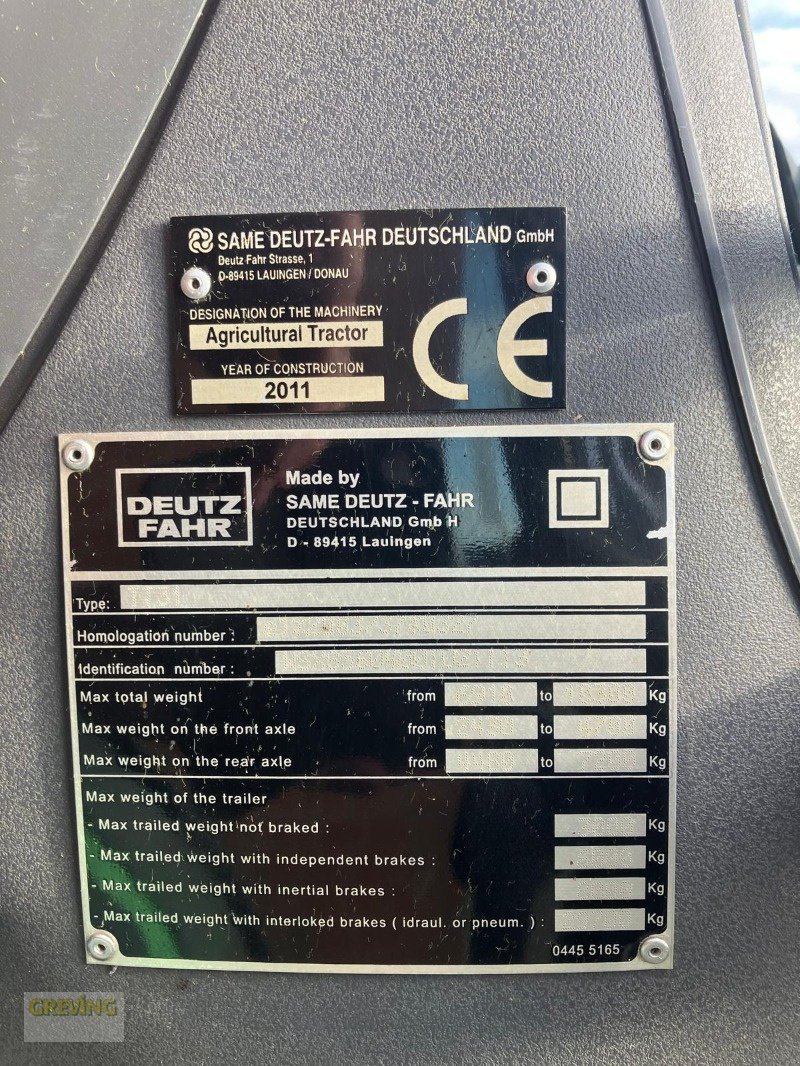 SAME DEUTZ-FAHR DEUTSCHLAND GmbH
Deutz Fahr Strasse, 1
D-89415 LAUINGEN / DONAU
DESIGNATION OF THE MACHINERY
Agricultural Tractor
YEAR OF CONSTRUCTION
2011
CE
DEUTZ
FAHR
Made by
SAME DEUTZ - FAHR
DEUTSCHLAND Gmb H
D - 89415 Lauingen
Type:
Homologation number :
Identification number :
Max total weight from to Kg
Max weight on the front axle from to Kg
Max weight on the rear axle from to Kg
Max weight of the trailer
- Max trailed weight not braked : Kg
- Max trailed weight with independent brakes : Kg
- Max trailed weight with inertial brakes : Kg
- Max trailed weight with interloked brakes ( idraul. or pneum. ) : Kg
0445 5165
GREVING